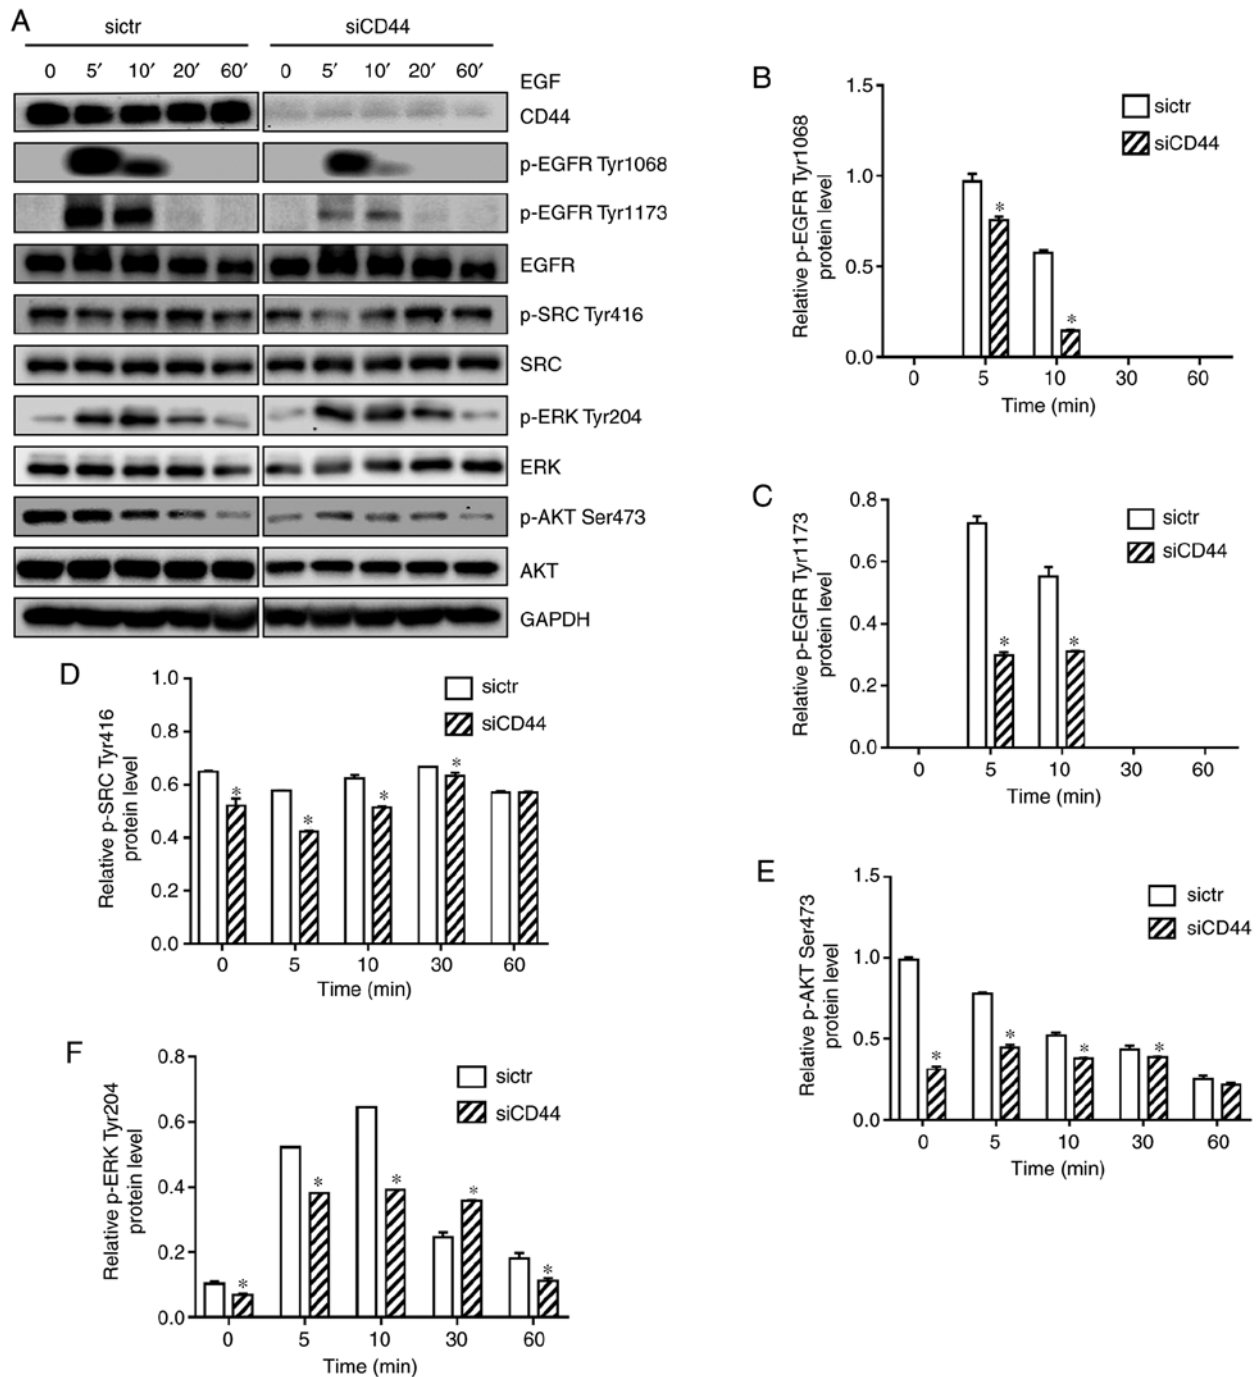 A
sictr siCD44
0 5′ 10′ 20′ 60′ 0 5′ 10′ 20′ 60′ EGF
CD44
p-EGFR Tyr1068
p-EGFR Tyr1173
EGFR
p-SRC Tyr416
SRC
p-ERK Tyr204
ERK
p-AKT Ser473
AKT
GAPDH
B
Relative p-EGFR Tyr1068
protein level
1.5
1.0
0.5
0.0
sictr
siCD44
*
*
0 5 10 30 60
Time (min)
C
Relative p-EGFR Tyr1173
protein level
0.8
0.6
0.4
0.2
0.0
sictr
siCD44
* *
0 5 10 30 60
Time (min)
D
Relative p-SRC Tyr416
protein level
1.0
0.8
0.6
0.4
0.2
0.0
sictr
siCD44
* * * *
0 5 10 30 60
Time (min)
E
Relative p-AKT Ser473
protein level
1.5
1.0
0.5
0.0
sictr
siCD44
* * * *
0 5 10 30 60
Time (min)
F
Relative p-ERK Tyr204
protein level
0.8
0.6
0.4
0.2
0.0
sictr
siCD44
* * * * *
0 5 10 30 60
Time (min)